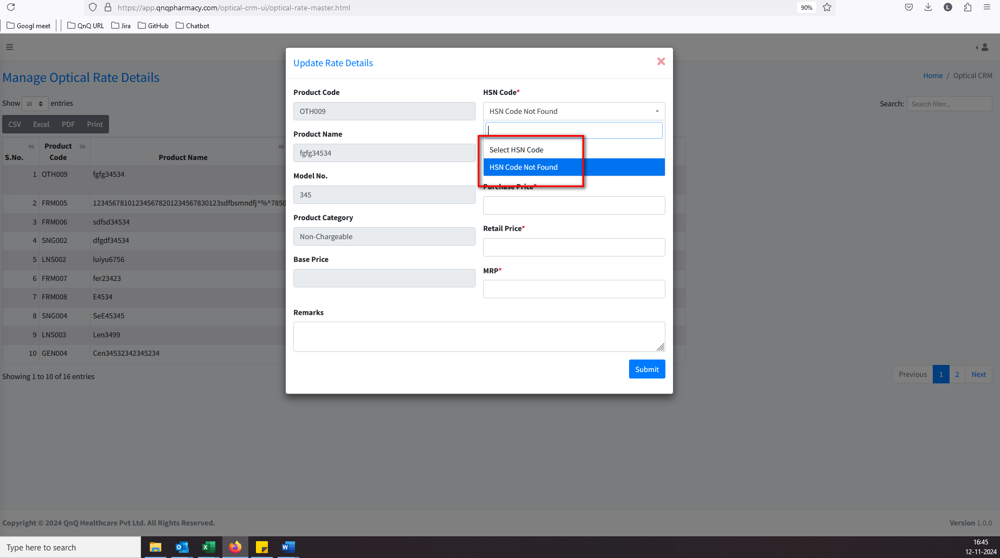 https://app.qnqpharmacy.com/optical-crm-ui/optical-rate-master.html
90%
L
Googl meet
QnQ URL
Jira
GitHub
Chatbot
Manage Optical Rate Details
Home / Optical CRM
Show 10 entries
Search: Search filter...
CSV Excel PDF Print
S.No. Product Code Product Name
1 OTH009 fgfg34534
2 FRM005 12345678101234567820123456783012​3sdfbsmndfj^%^7850
3 FRM006 sdfsd34534
4 SNG002 dfgdf34534
5 LNS002 luiyu6756
6 FRM007 fer23423
7 FRM008 E4534
8 SNG004 SeE45345
9 LNS003 Len3499
10 GEN004 Cen34532342345234
Showing 1 to 10 of 16 entries
Previous 1 2 Next
Update Rate Details
Product Code
OTH009
Product Name
fgfg34534
Model No.
345
Product Category
Non-Chargeable
Base Price
HSN Code*
HSN Code Not Found
Select HSN Code
HSN Code Not Found
Purchase Price*
Retail Price*
MRP*
Remarks
Submit
Copyright © 2024 QnQ Healthcare Pvt Ltd. All Rights Reserved.
Version 1.0.0
Type here to search
16:45
12-11-2024